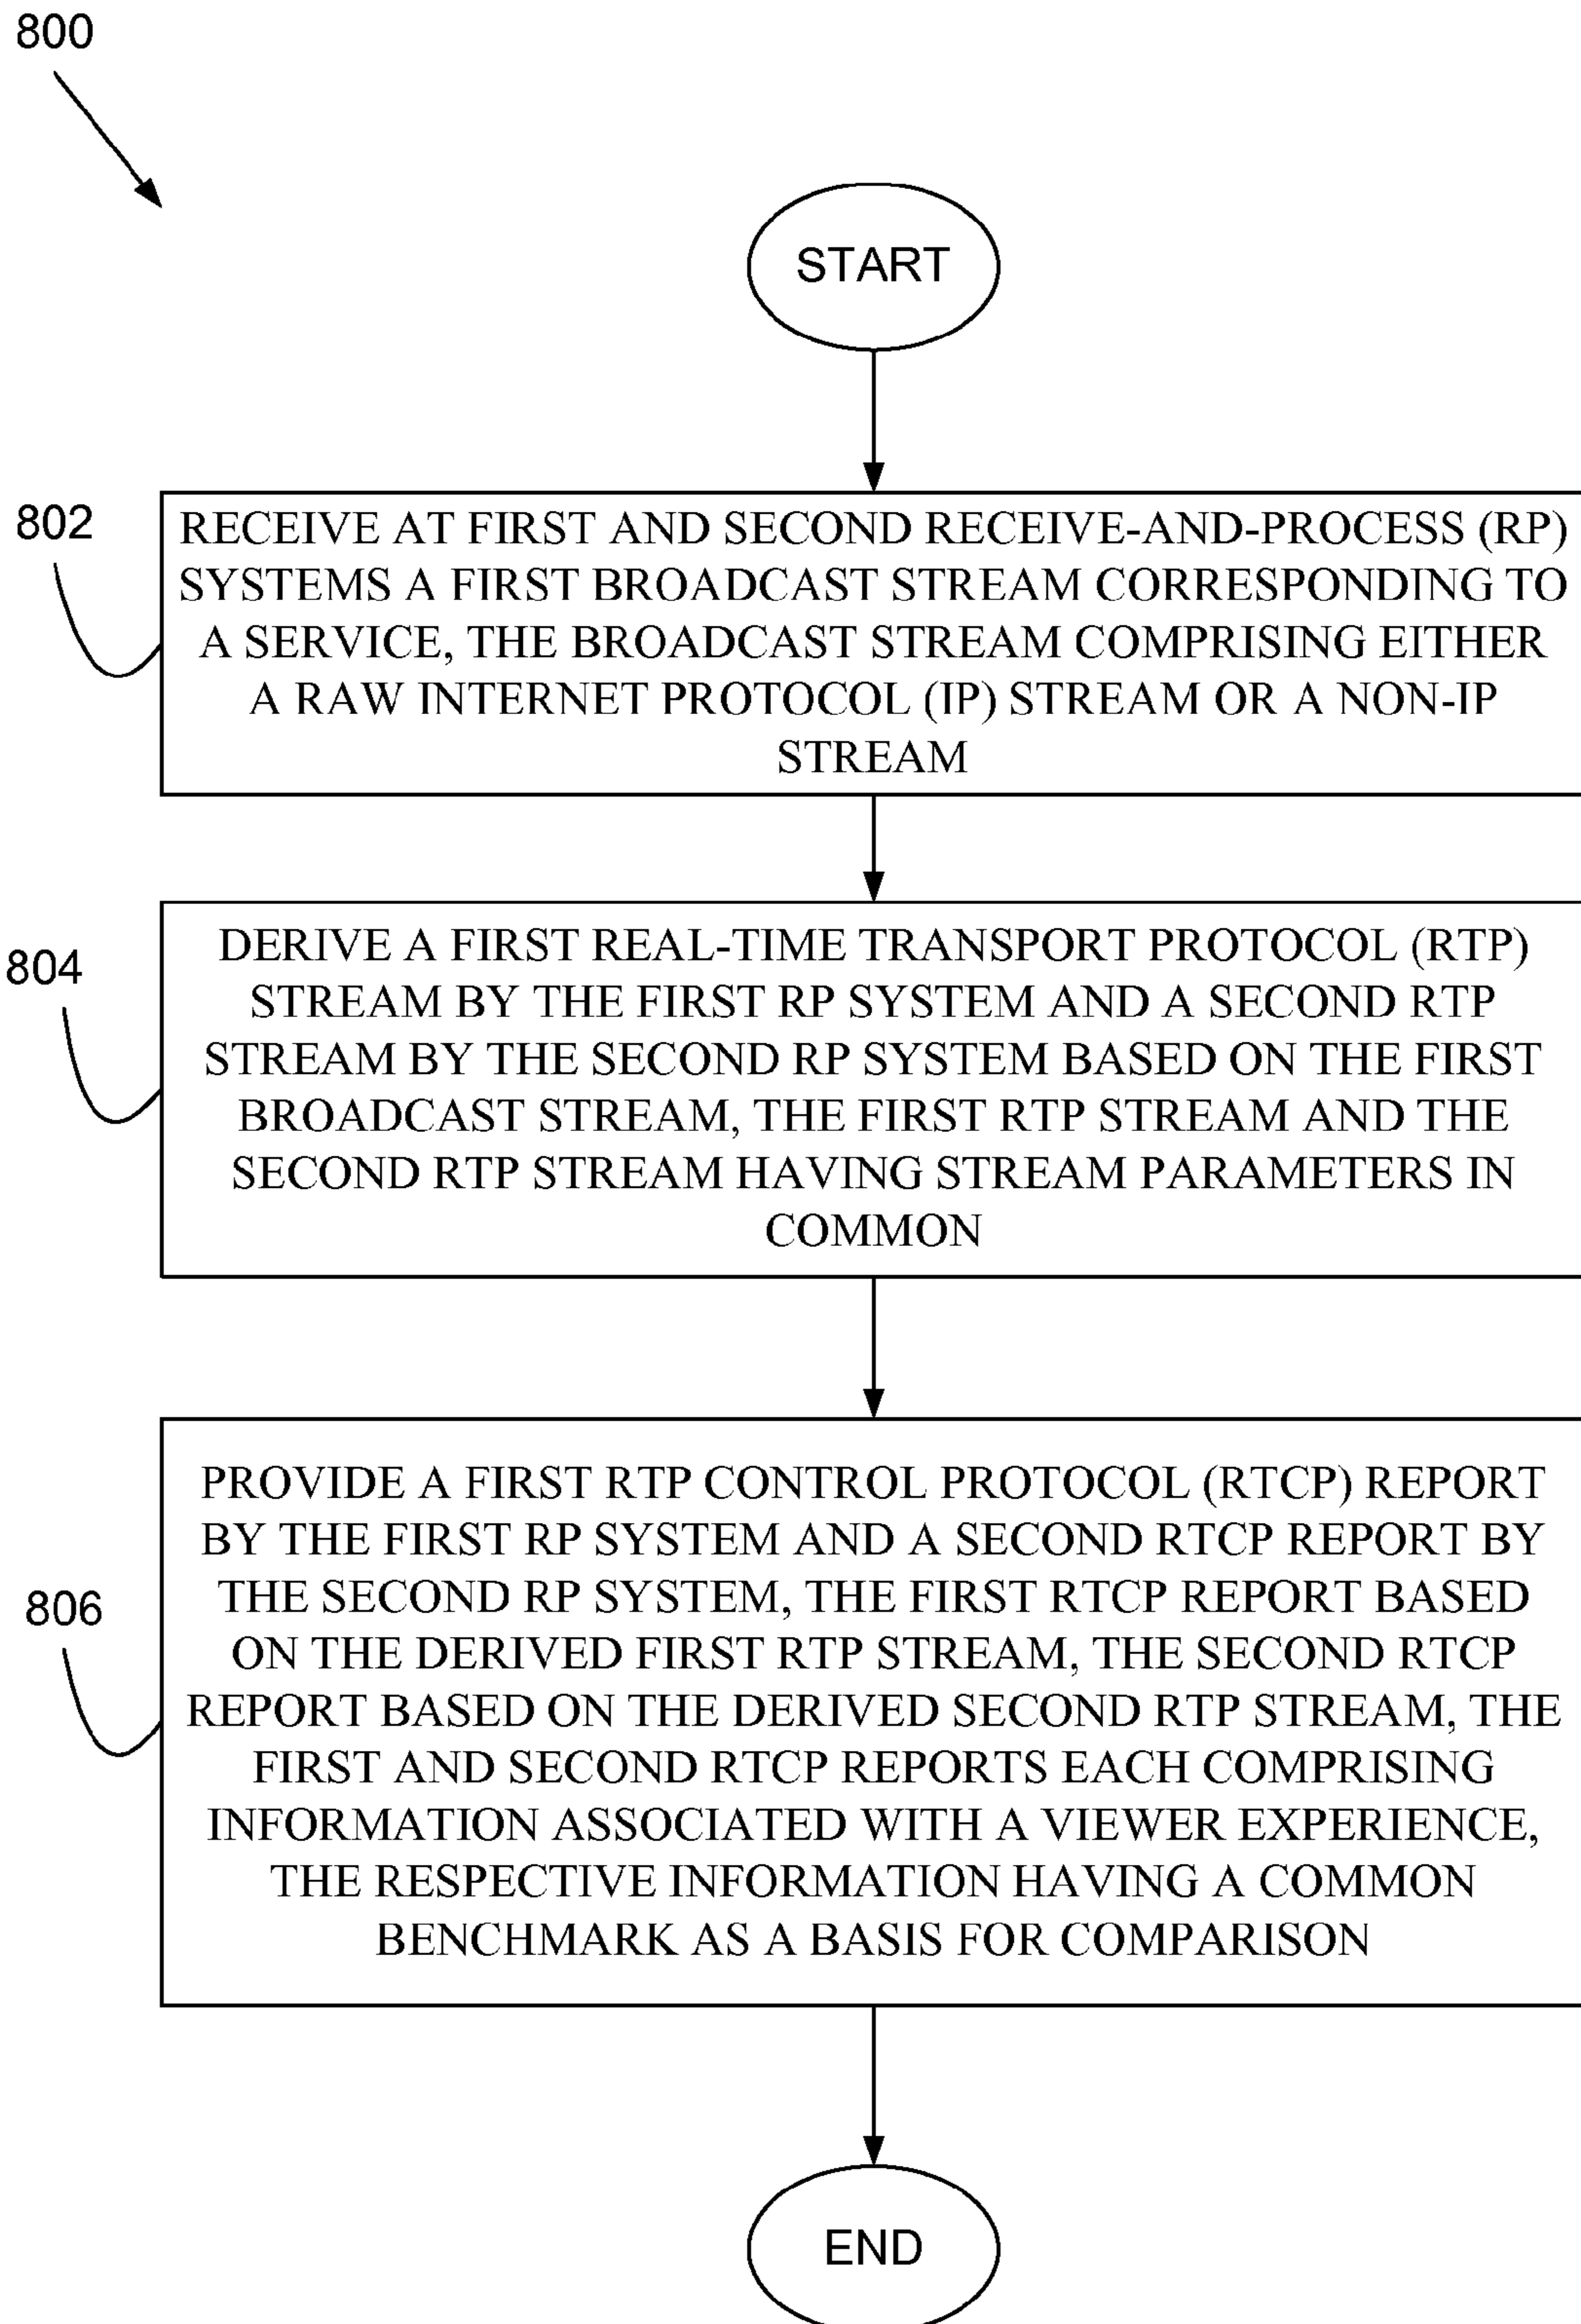 800
START
802
RECEIVE AT FIRST AND SECOND RECEIVE-AND-PROCESS (RP)
SYSTEMS A FIRST BROADCAST STREAM CORRESPONDING TO
A SERVICE, THE BROADCAST STREAM COMPRISING EITHER
A RAW INTERNET PROTOCOL (IP) STREAM OR A NON-IP
STREAM
804
DERIVE A FIRST REAL-TIME TRANSPORT PROTOCOL (RTP)
STREAM BY THE FIRST RP SYSTEM AND A SECOND RTP
STREAM BY THE SECOND RP SYSTEM BASED ON THE FIRST
BROADCAST STREAM, THE FIRST RTP STREAM AND THE
SECOND RTP STREAM HAVING STREAM PARAMETERS IN
COMMON
806
PROVIDE A FIRST RTP CONTROL PROTOCOL (RTCP) REPORT
BY THE FIRST RP SYSTEM AND A SECOND RTCP REPORT BY
THE SECOND RP SYSTEM, THE FIRST RTCP REPORT BASED
ON THE DERIVED FIRST RTP STREAM, THE SECOND RTCP
REPORT BASED ON THE DERIVED SECOND RTP STREAM, THE
FIRST AND SECOND RTCP REPORTS EACH COMPRISING
INFORMATION ASSOCIATED WITH A VIEWER EXPERIENCE,
THE RESPECTIVE INFORMATION HAVING A COMMON
BENCHMARK AS A BASIS FOR COMPARISON
END